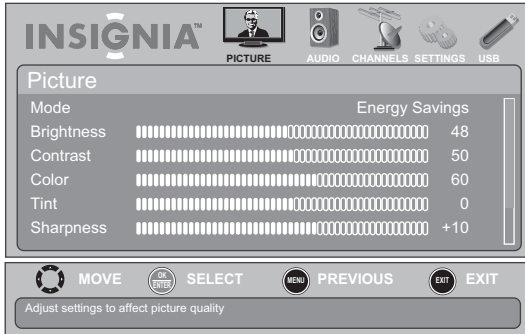 INSIGNIA™
PICTURE AUDIO CHANNELS SETTINGS USB
Picture
Mode Energy Savings
Brightness 48
Contrast 50
Color 60
Tint 0
Sharpness +10
MOVE OK ENTER SELECT MENU PREVIOUS EXIT EXIT
Adjust settings to affect picture quality